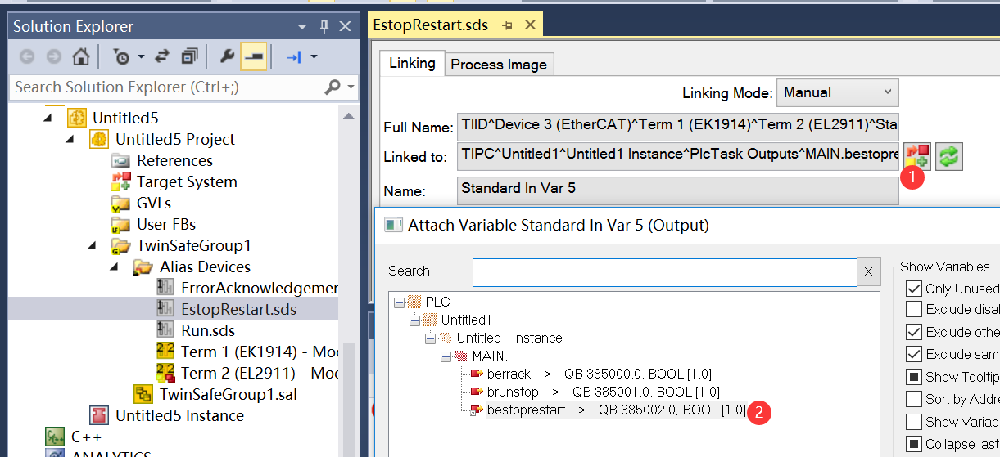 Solution Explorer
Search Solution Explorer (Ctrl+;)
Untitled5
Untitled5 Project
References
Target System
GVLs
User FBs
TwinSafeGroup1
Alias Devices
ErrorAcknowledgemer
EstopRestart.sds
Run.sds
Term 1 (EK1914) - Moc
Term 2 (EL2911) - Moc
TwinSafeGroup1.sal
Untitled5 Instance
C++
ANALYTICS
EstopRestart.sds
Linking
Process Image
Linking Mode: Manual
Full Name: TIID^Device 3 (EtherCAT)^Term 1 (EK1914)^Term 2 (EL2911)^Sta
Linked to: TIPC^Untitled1^Untitled1 Instance^PlcTask Outputs^MAIN.bestopre
1
Name: Standard In Var 5
Attach Variable Standard In Var 5 (Output)
Search:
PLC
Untitled1
Untitled1 Instance
MAIN.
berrack > QB 385000.0, BOOL [1.0]
brunstop > QB 385001.0, BOOL [1.0]
bestoprestart > QB 385002.0, BOOL [1.0]
2
Show Variables
Only Unused
Exclude disal
Exclude othe
Exclude sam
Show Tooltip
Sort by Addre
Show Variab
Collapse last